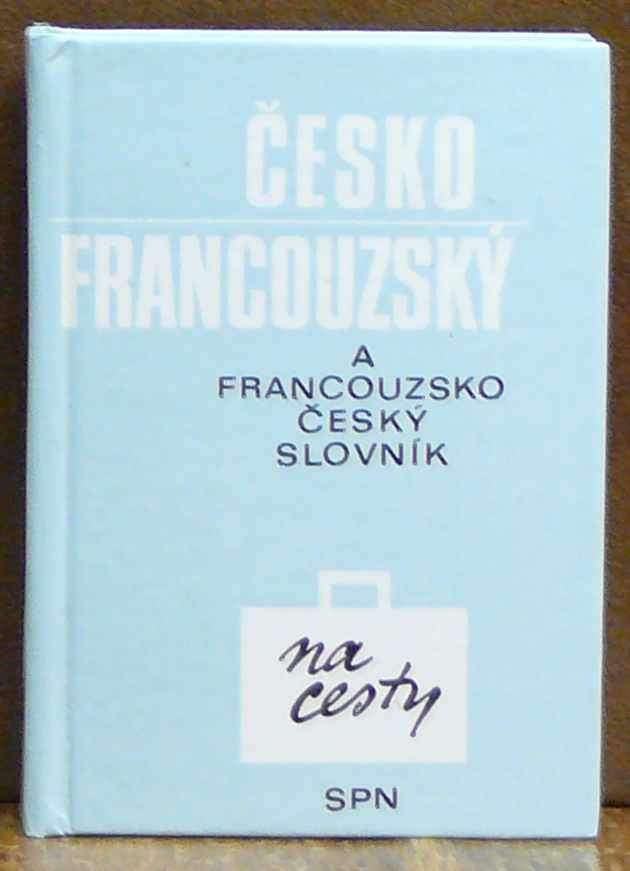 ČESKO
FRANCOUZSKÝ
A
FRANCOUZSKO
ČESKÝ
SLOVNÍK
na
cesty
SPN